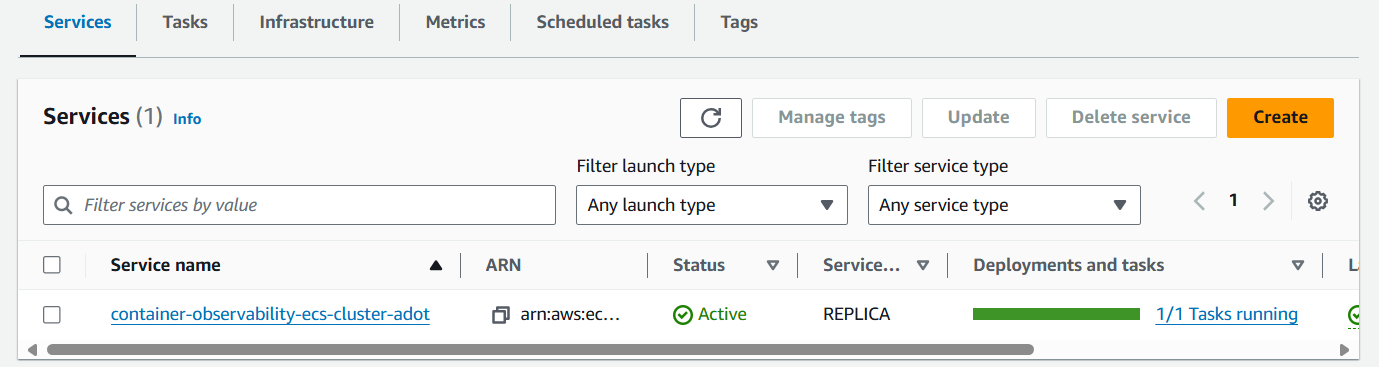 Services Tasks Infrastructure Metrics Scheduled tasks Tags
Services (1) Info Manage tags Update Delete service Create
Filter launch type Filter service type
Filter services by value Any launch type Any service type 1
Service name ARN Status Service... Deployments and tasks
container-observability-ecs-cluster-adot arn:aws:ec... Active REPLICA 1/1 Tasks running